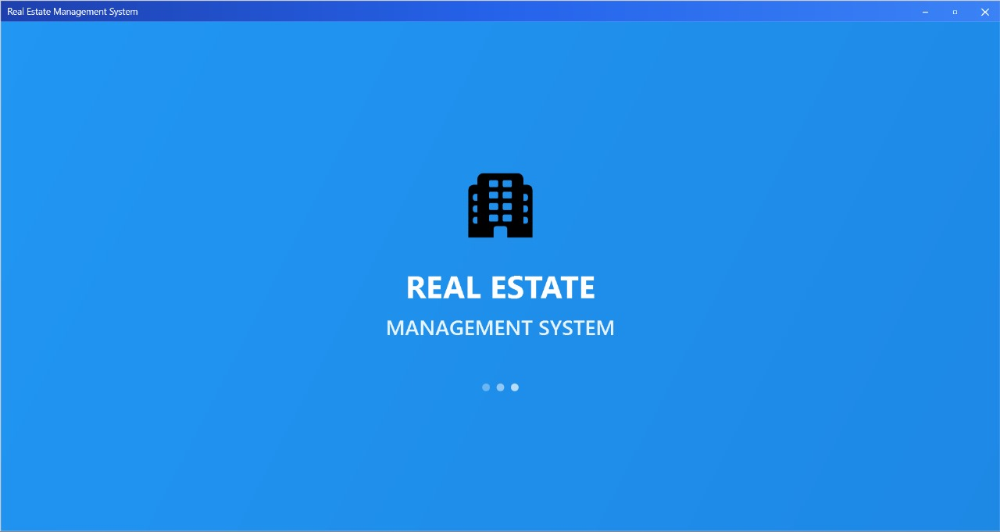 Real Estate Management System
REAL ESTATE
MANAGEMENT SYSTEM